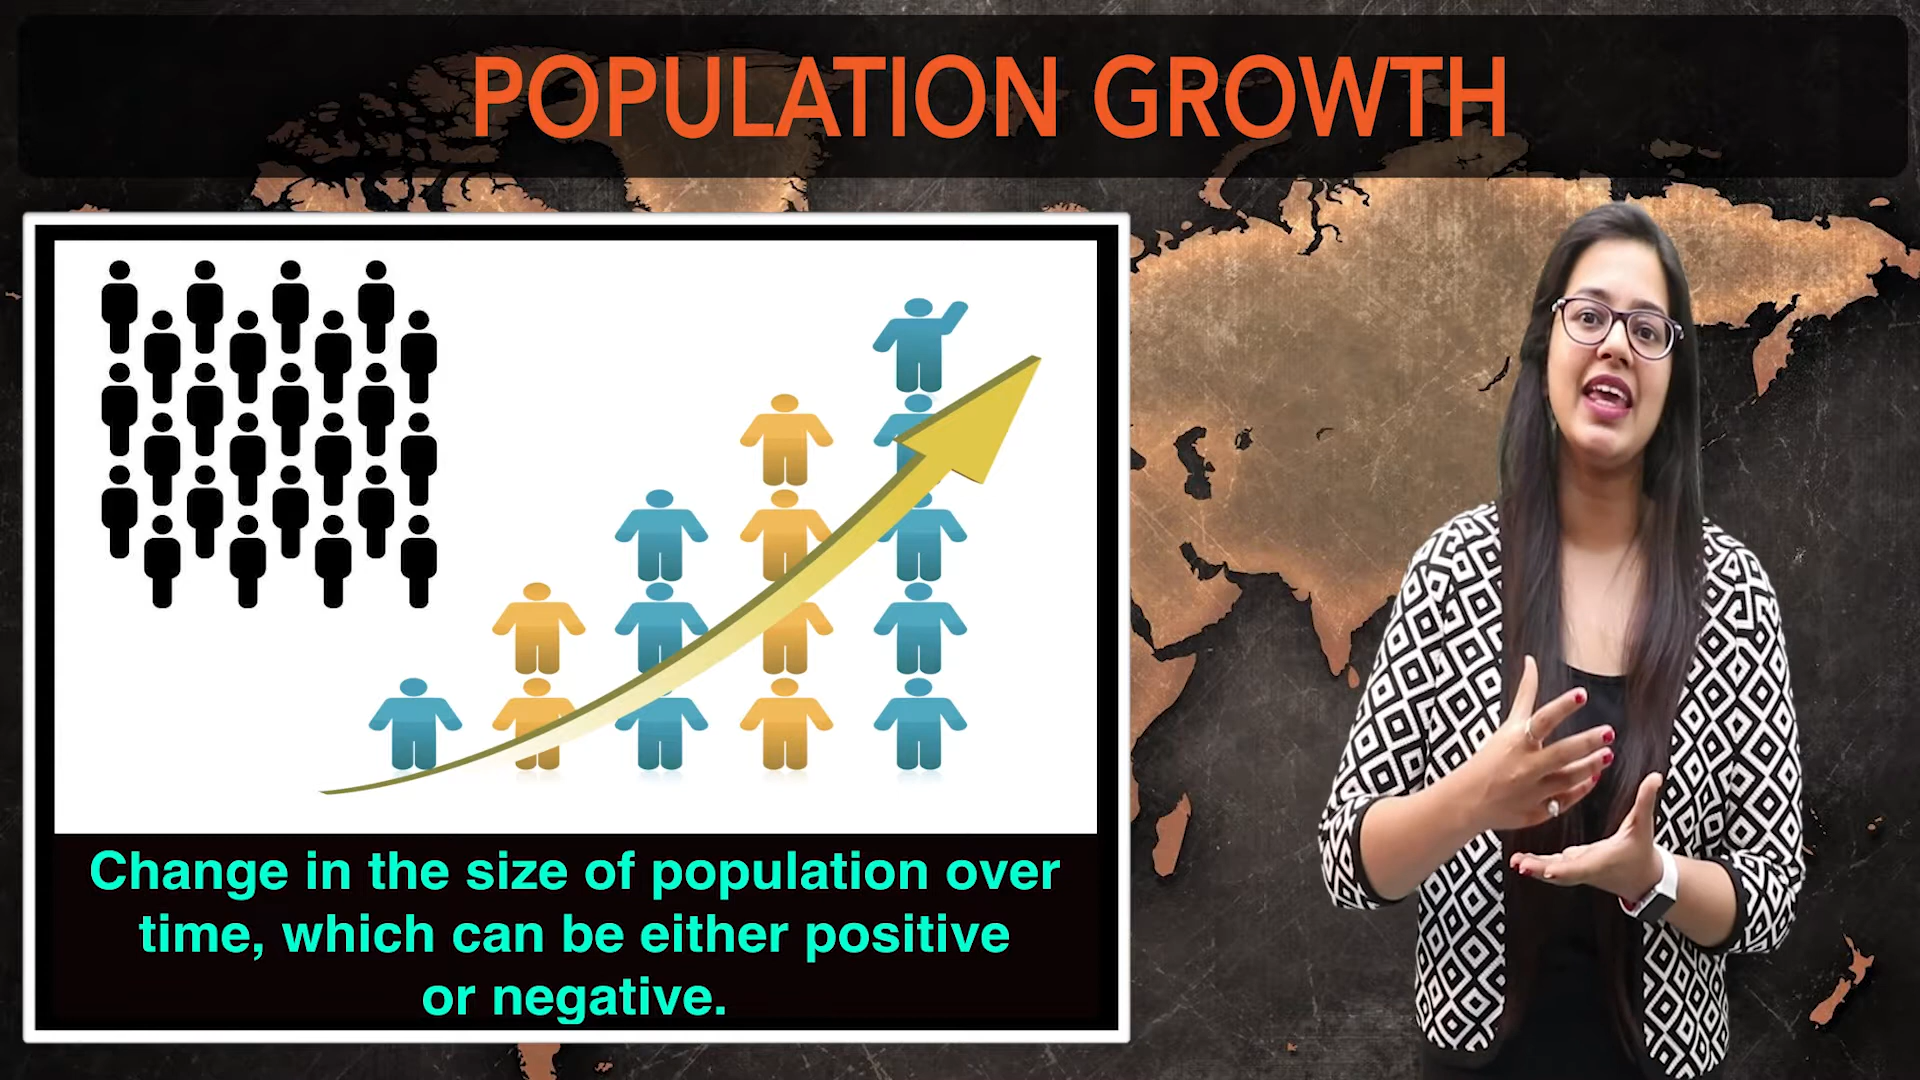 POPULATION GROWTH
Change in the size of population over
time, which can be either positive
or negative.